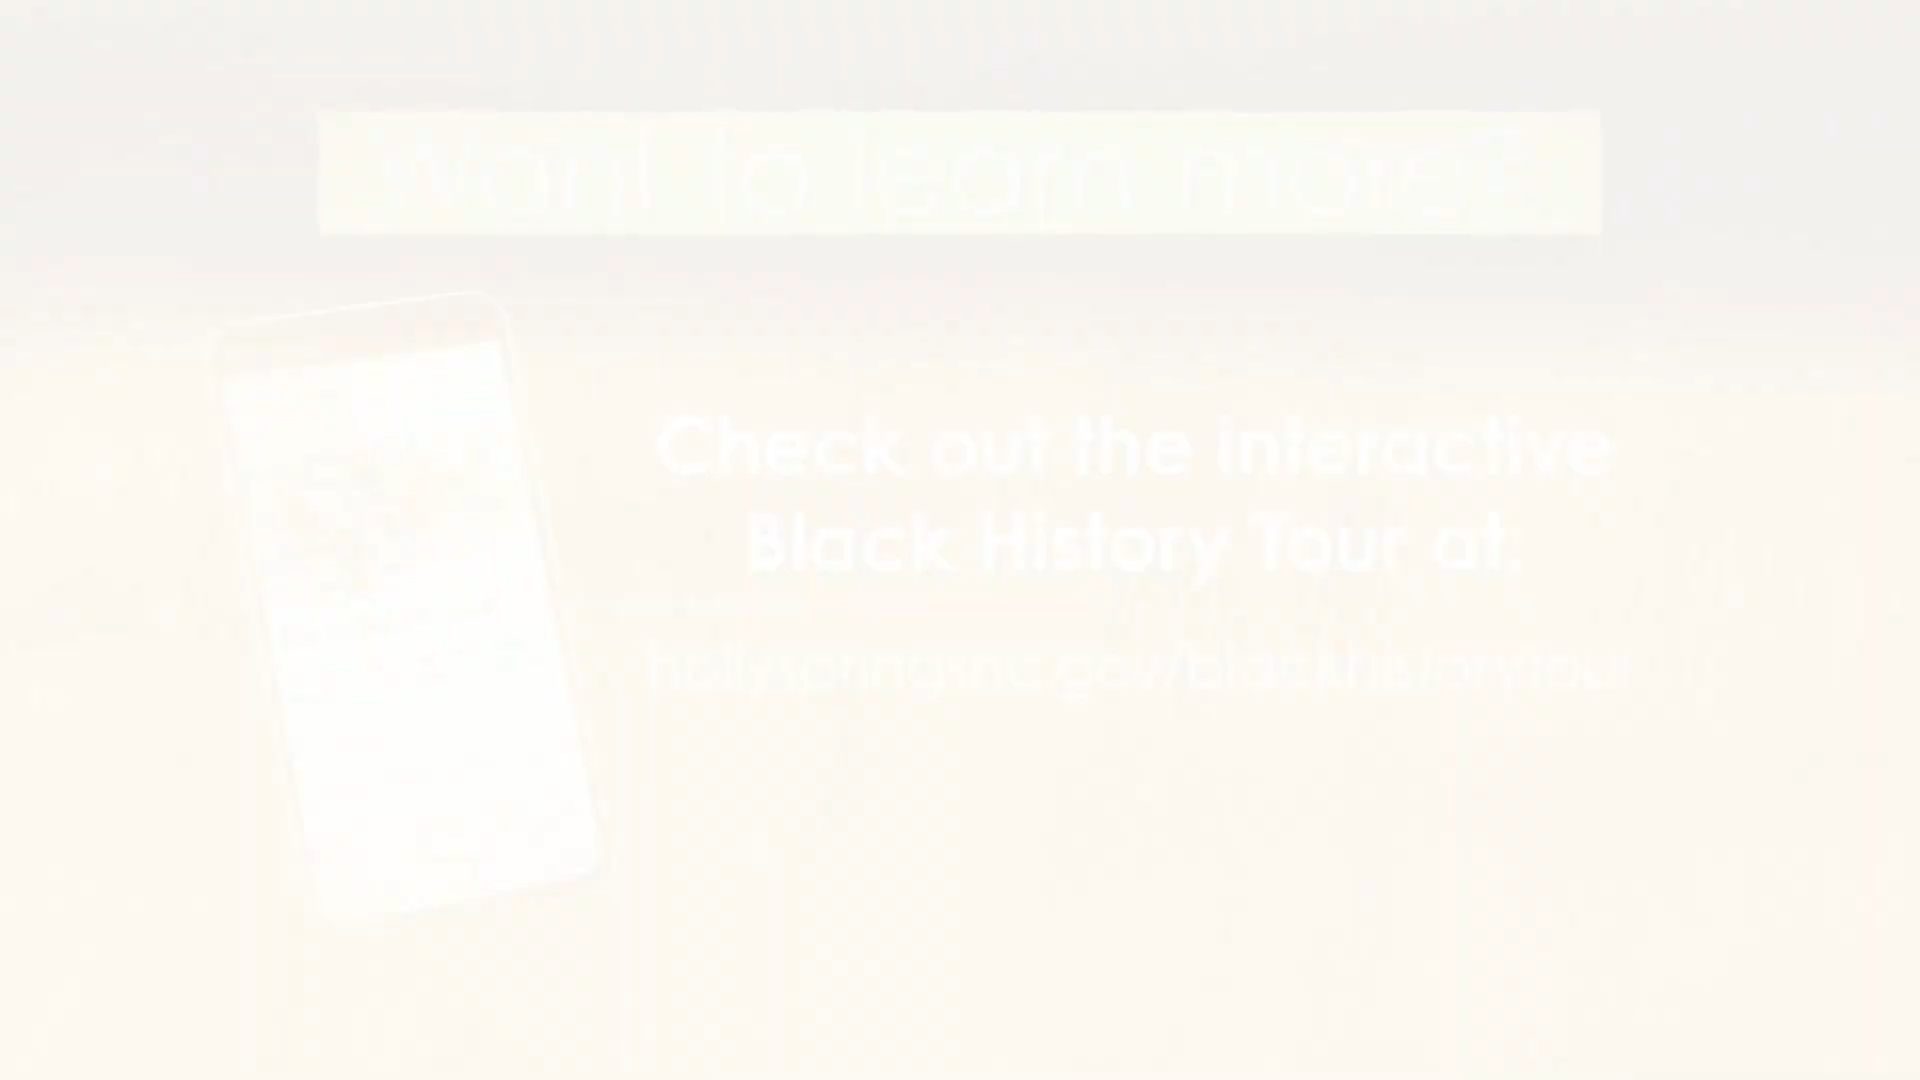 Want to learn more?
Check out the interactive
Black History Tour at:
hollyspringsnc.gov/blackhistorytour